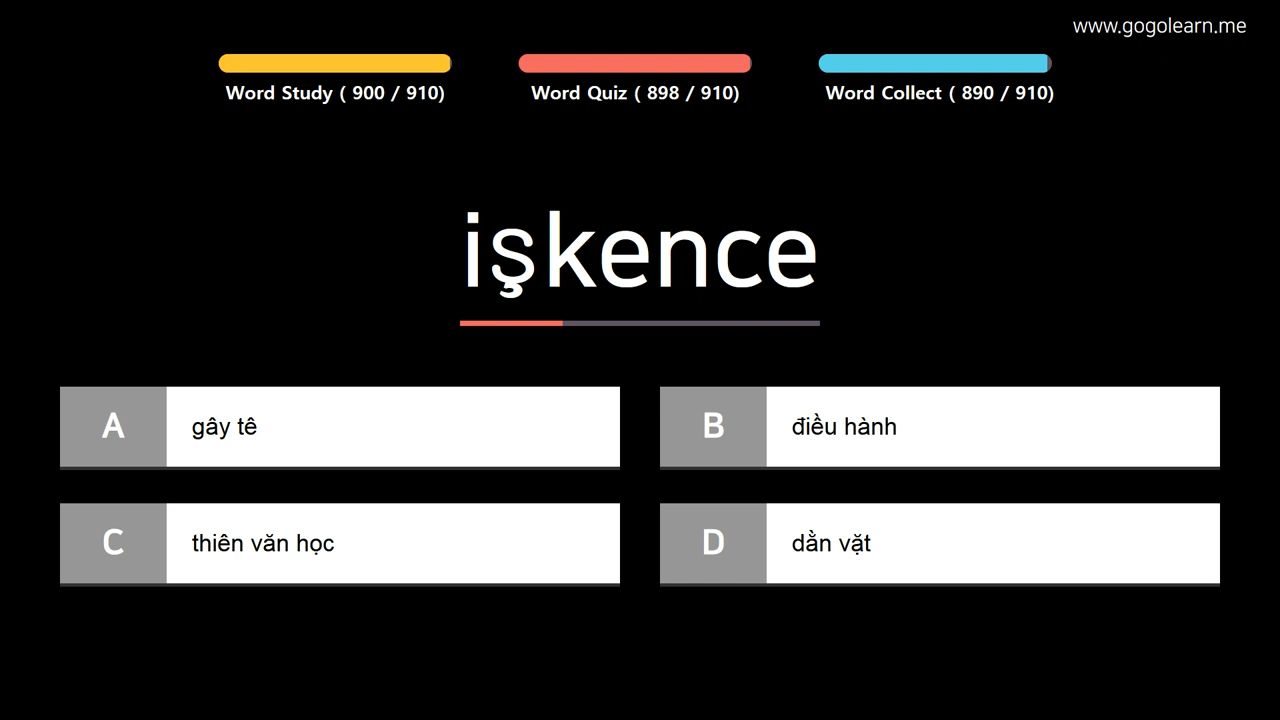 www.gogolearn.me
Word Study ( 900 / 910)
Word Quiz ( 898 / 910)
Word Collect ( 890 / 910)
işkence
A gây tê
B điều hành
C thiên văn học
D dằn vặt